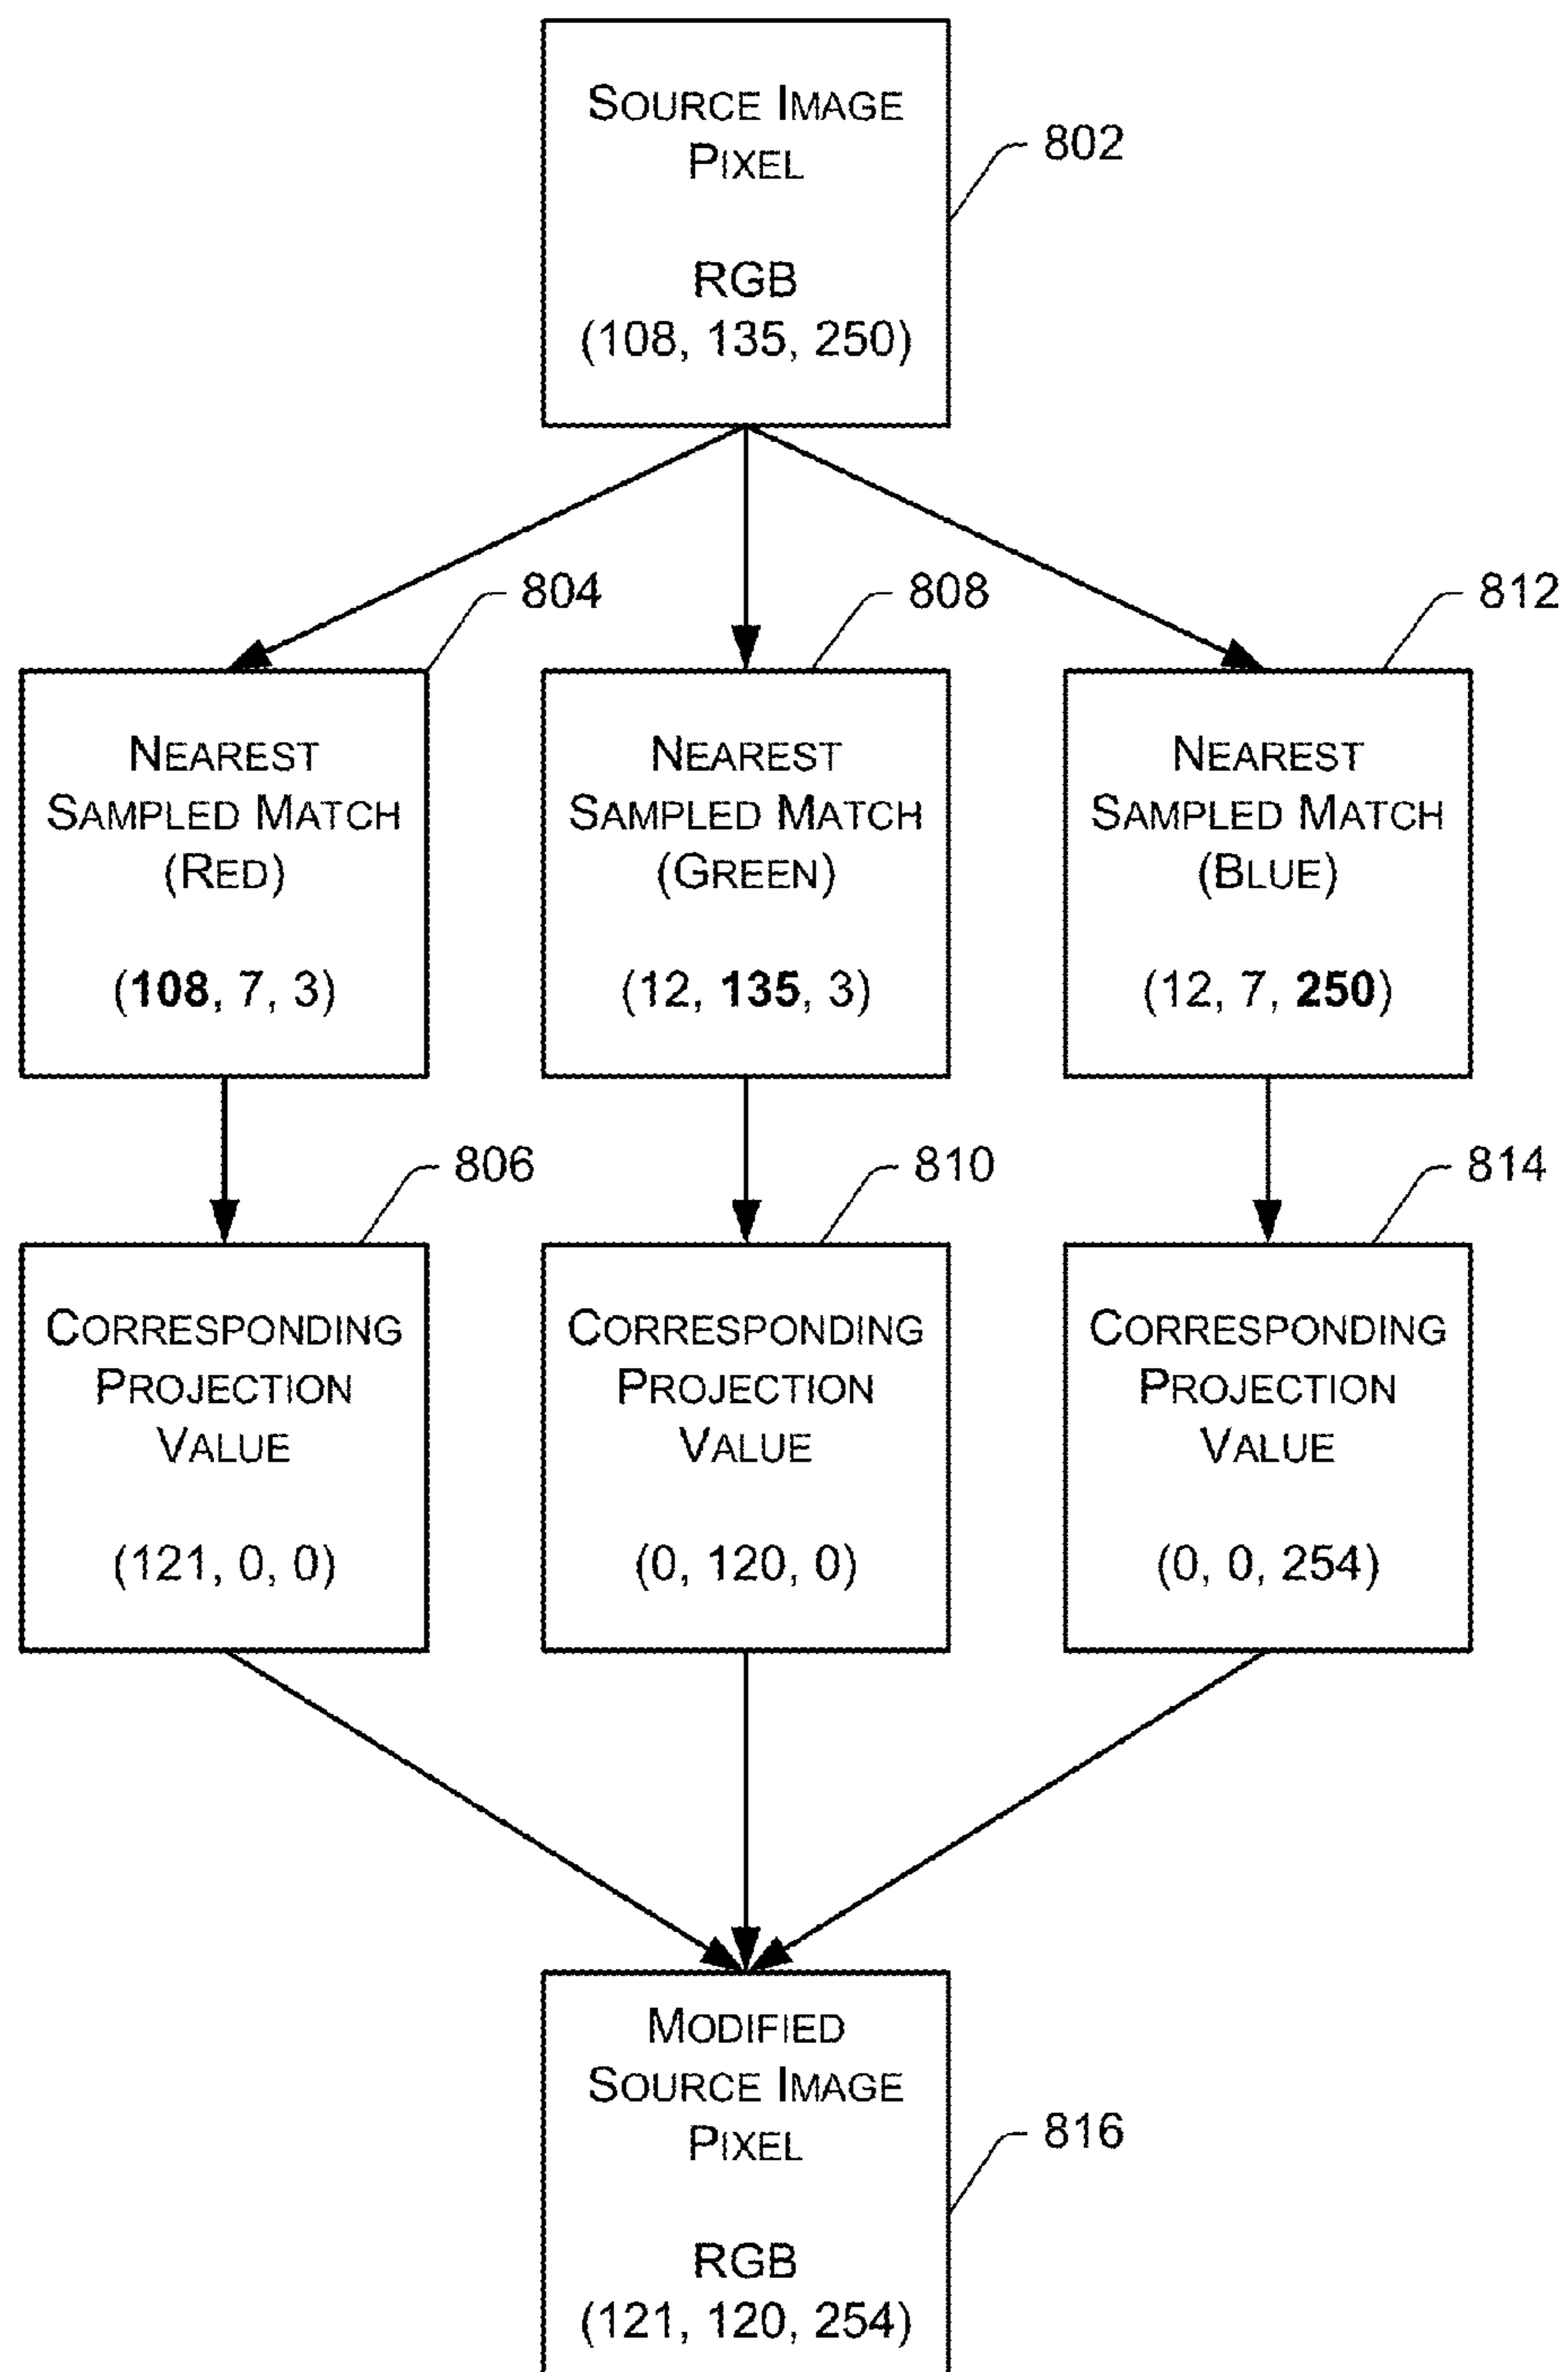 SOURCE IMAGE
PIXEL
RGB
(108, 135, 250)
802
804
808
812
NEAREST
SAMPLED MATCH
(RED)
(108, 7, 3)
NEAREST
SAMPLED MATCH
(GREEN)
(12, 135, 3)
NEAREST
SAMPLED MATCH
(BLUE)
(12, 7, 250)
806
810
814
CORRESPONDING
PROJECTION
VALUE
(121, 0, 0)
CORRESPONDING
PROJECTION
VALUE
(0, 120, 0)
CORRESPONDING
PROJECTION
VALUE
(0, 0, 254)
MODIFIED
SOURCE IMAGE
PIXEL
RGB
(121, 120, 254)
816